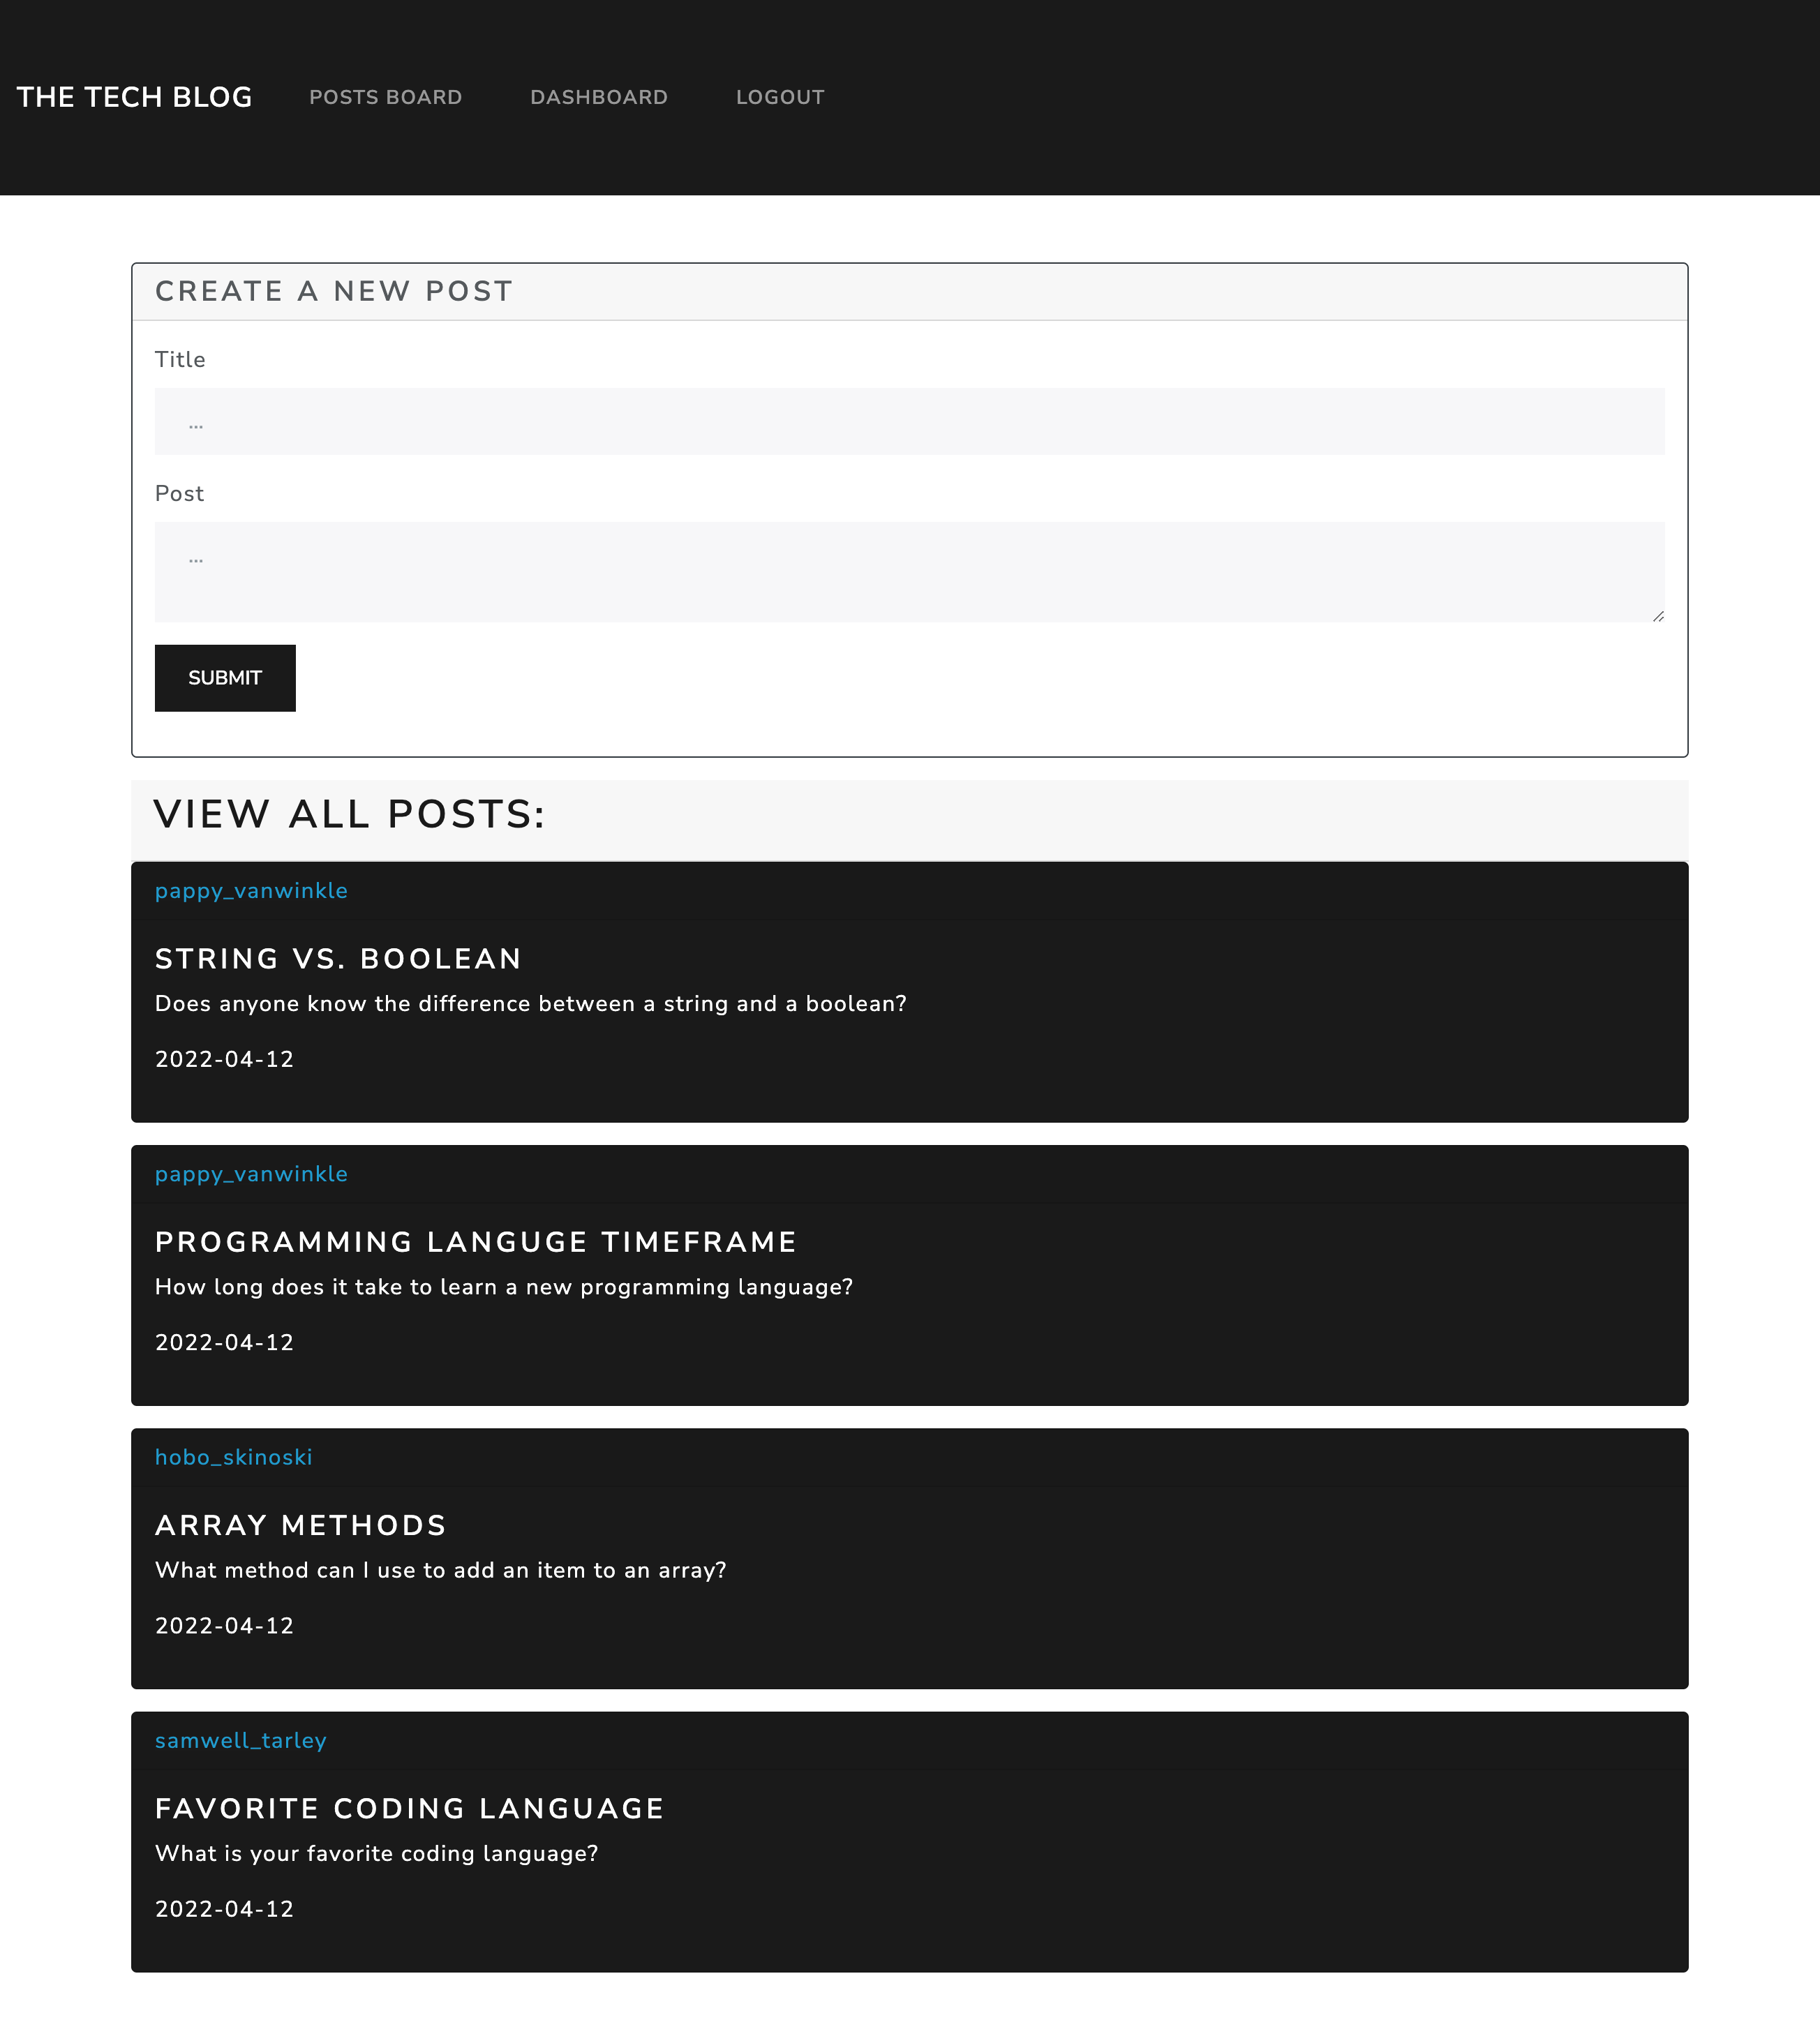 THE TECH BLOG POSTS BOARD DASHBOARD LOGOUT
CREATE A NEW POST
Title
...
Post
...
SUBMIT
VIEW ALL POSTS:
pappy_vanwinkle
STRING VS. BOOLEAN
Does anyone know the difference between a string and a boolean?
2022-04-12
pappy_vanwinkle
PROGRAMMING LANGUGE TIMEFRAME
How long does it take to learn a new programming language?
2022-04-12
hobo_skinoski
ARRAY METHODS
What method can I use to add an item to an array?
2022-04-12
samwell_tarley
FAVORITE CODING LANGUAGE
What is your favorite coding language?
2022-04-12